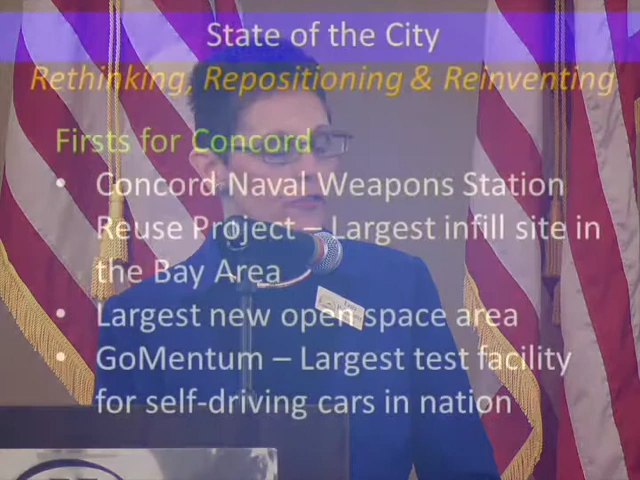 State of the City
Rethinking, Repositioning & Reinventing
Firsts for Concord
• Concord Naval Weapons Station
Reuse Project – Largest infill site in
the Bay Area
• Largest new open space area
• GoMentum – Largest test facility
for self-driving cars in nation